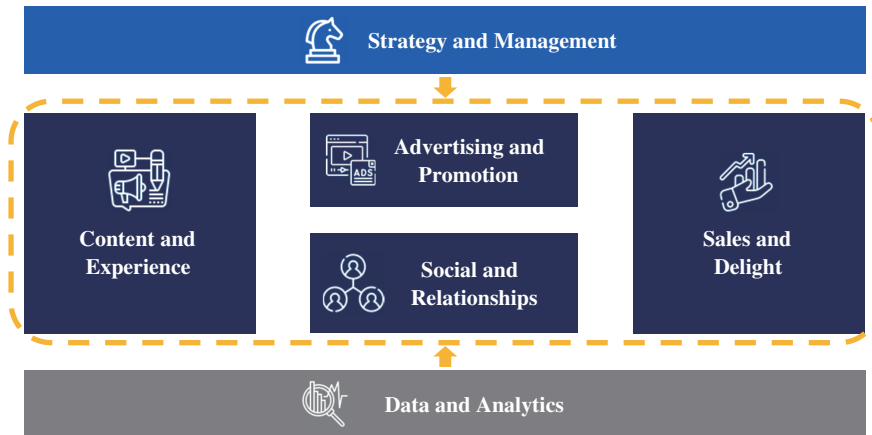 Strategy and Management
Content and
Experience
ADS
Advertising and
Promotion
Social and
Relationships
Sales and
Delight
Data and Analytics